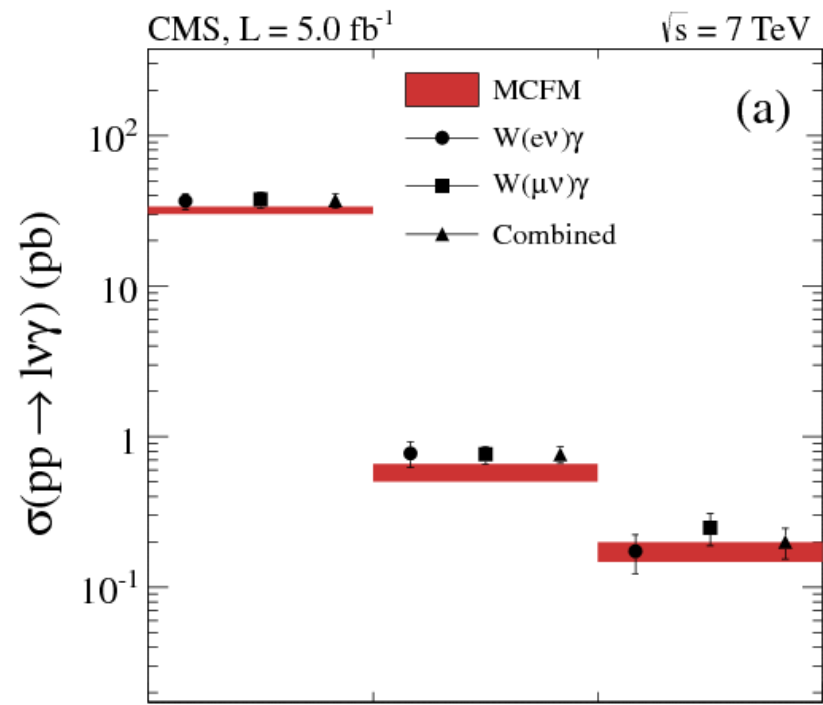 CMS, L = 5.0 fb⁻¹ √s = 7 TeV
(a)
MCFM
W(eν)γ
W(μν)γ
Combined
10²
10
1
10⁻¹
σ(pp → lνγ) (pb)